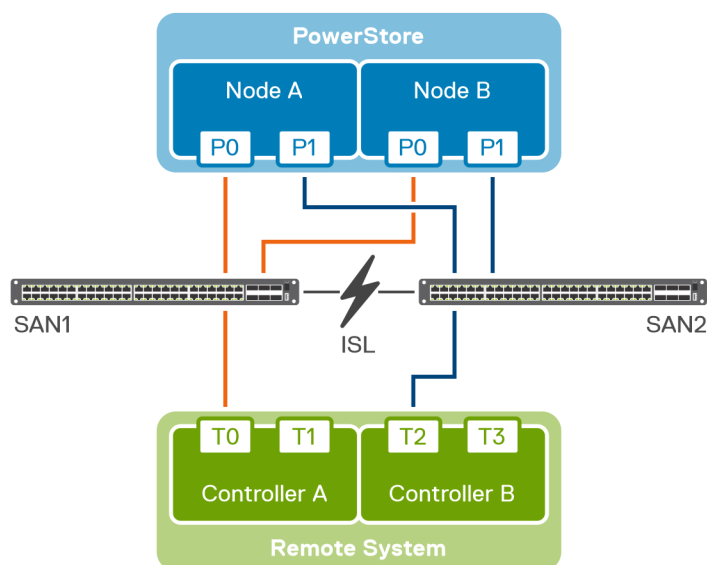 PowerStore
Node A
Node B
P0
P1
P0
P1
SAN1
ISL
SAN2
T0
T1
T2
T3
Controller A
Controller B
Remote System